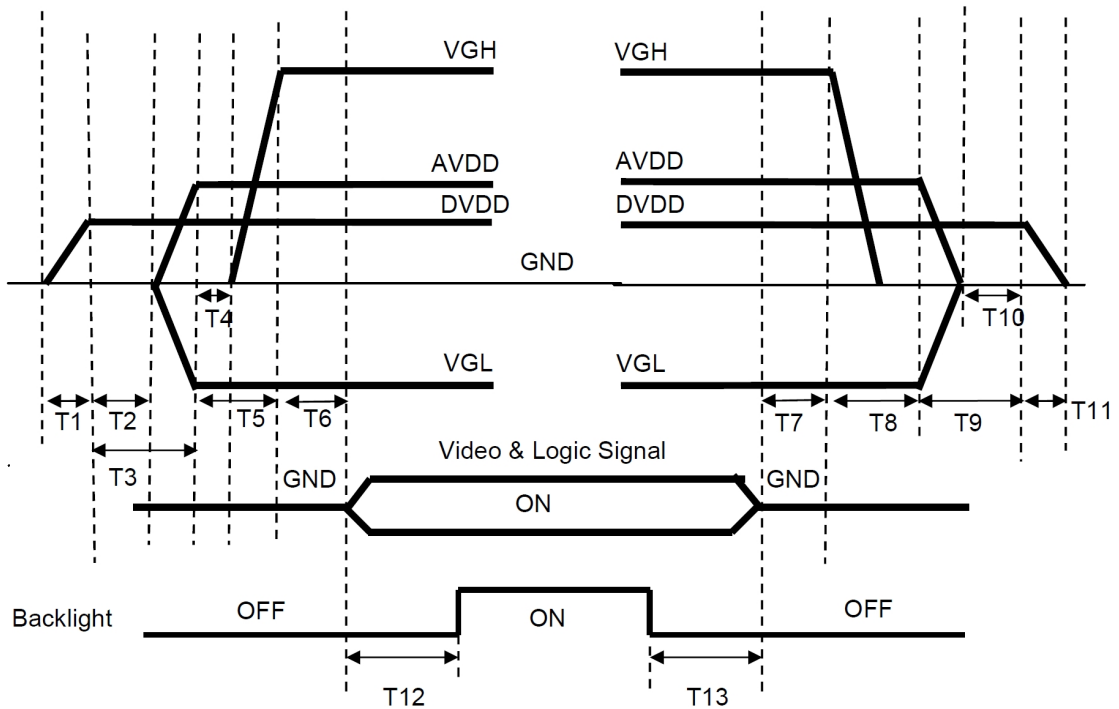 VGH
VGH
AVDD
AVDD
DVDD
DVDD
GND
T4
T10
VGL
VGL
T1
T2
T5
T6
T7
T8
T9
T11
T3
Video & Logic Signal
GND
GND
ON
Backlight
OFF
ON
OFF
T12
T13